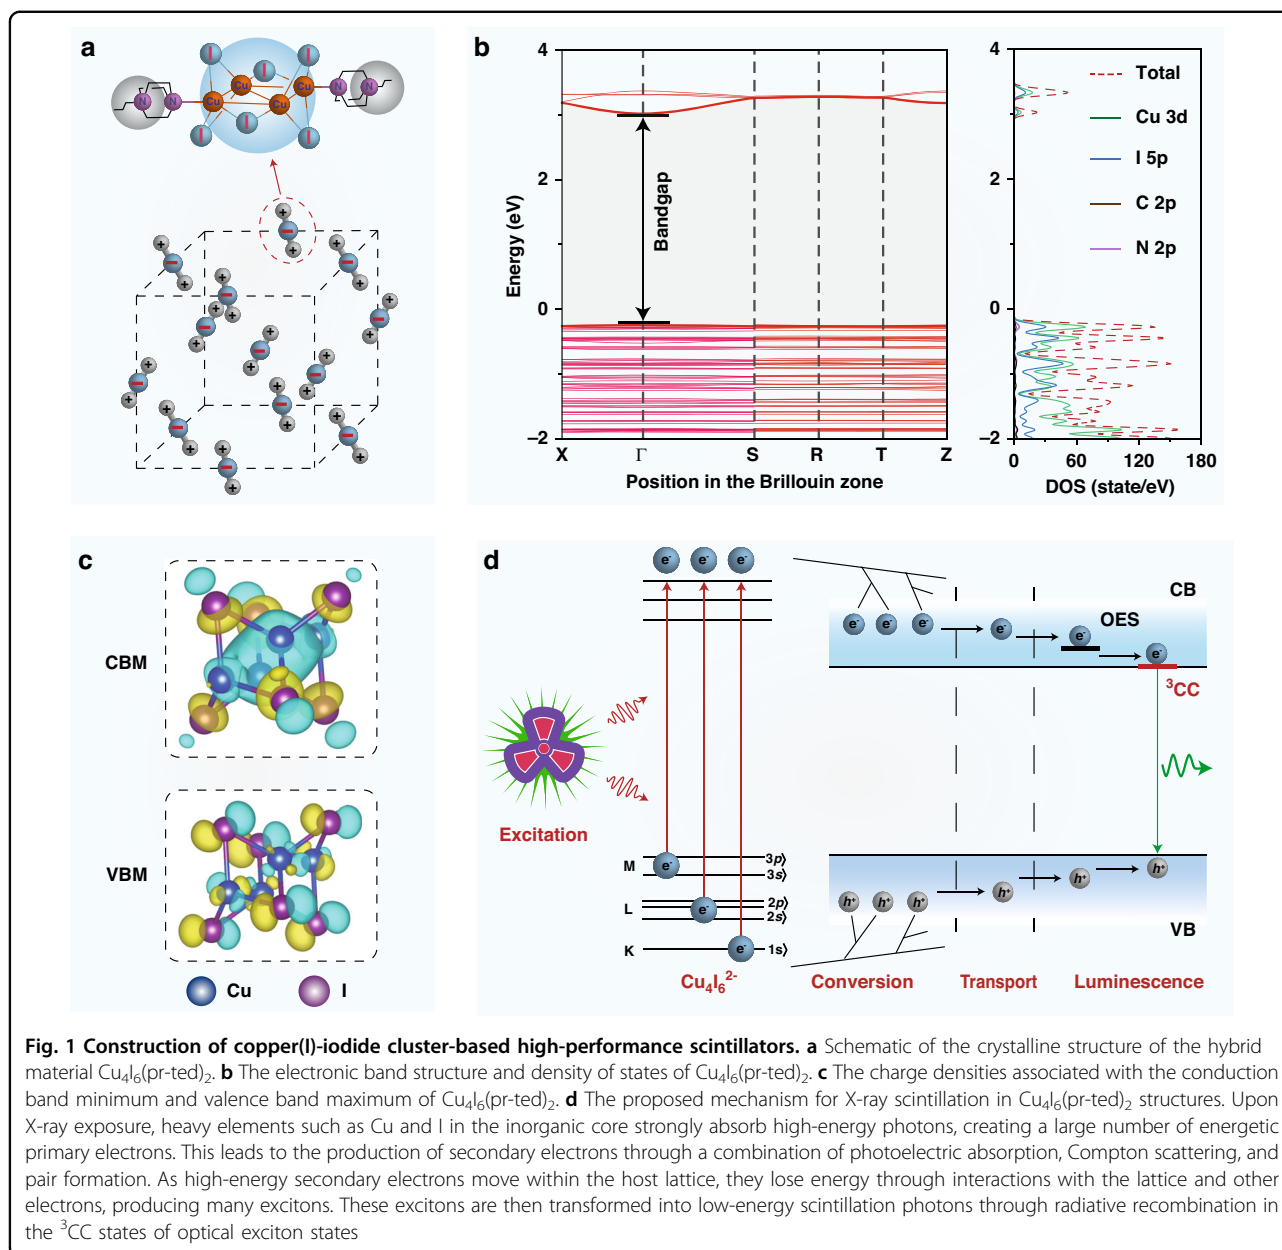 a
I
I
I
Cu
Cu
N
N
Cu
Cu
N
N
I
I
I
b
4
2
0
−2
Energy (eV)
Bandgap
X
Γ
S
R
T
Z
Position in the Brillouin zone
4
2
0
−2
Total
Cu 3d
I 5p
C 2p
N 2p
0
60
120
180
DOS (state/eV)
c
CBM
VBM
Cu
I
d
e⁻ e⁻ e⁻
Excitation
M
3p⟩
3s⟩
e⁻
L
2p⟩
2s⟩
e⁻
K
1s⟩
e⁻
Cu₄I₆²⁻
CB
OES
e⁻ e⁻ e⁻ e⁻ e⁻ e⁻
³CC
h⁺ h⁺ h⁺ h⁺ h⁺ h⁺
VB
Conversion
Transport
Luminescence
Fig. 1 Construction of copper(I)-iodide cluster-based high-performance scintillators. a Schematic of the crystalline structure of the hybrid
material Cu₄I₆(pr-ted)₂. b The electronic band structure and density of states of Cu₄I₆(pr-ted)₂. c The charge densities associated with the conduction
band minimum and valence band maximum of Cu₄I₆(pr-ted)₂. d The proposed mechanism for X-ray scintillation in Cu₄I₆(pr-ted)₂ structures. Upon
X-ray exposure, heavy elements such as Cu and I in the inorganic core strongly absorb high-energy photons, creating a large number of energetic
primary electrons. This leads to the production of secondary electrons through a combination of photoelectric absorption, Compton scattering, and
pair formation. As high-energy secondary electrons move within the host lattice, they lose energy through interactions with the lattice and other
electrons, producing many excitons. These excitons are then transformed into low-energy scintillation photons through radiative recombination in
the ³CC states of optical exciton states